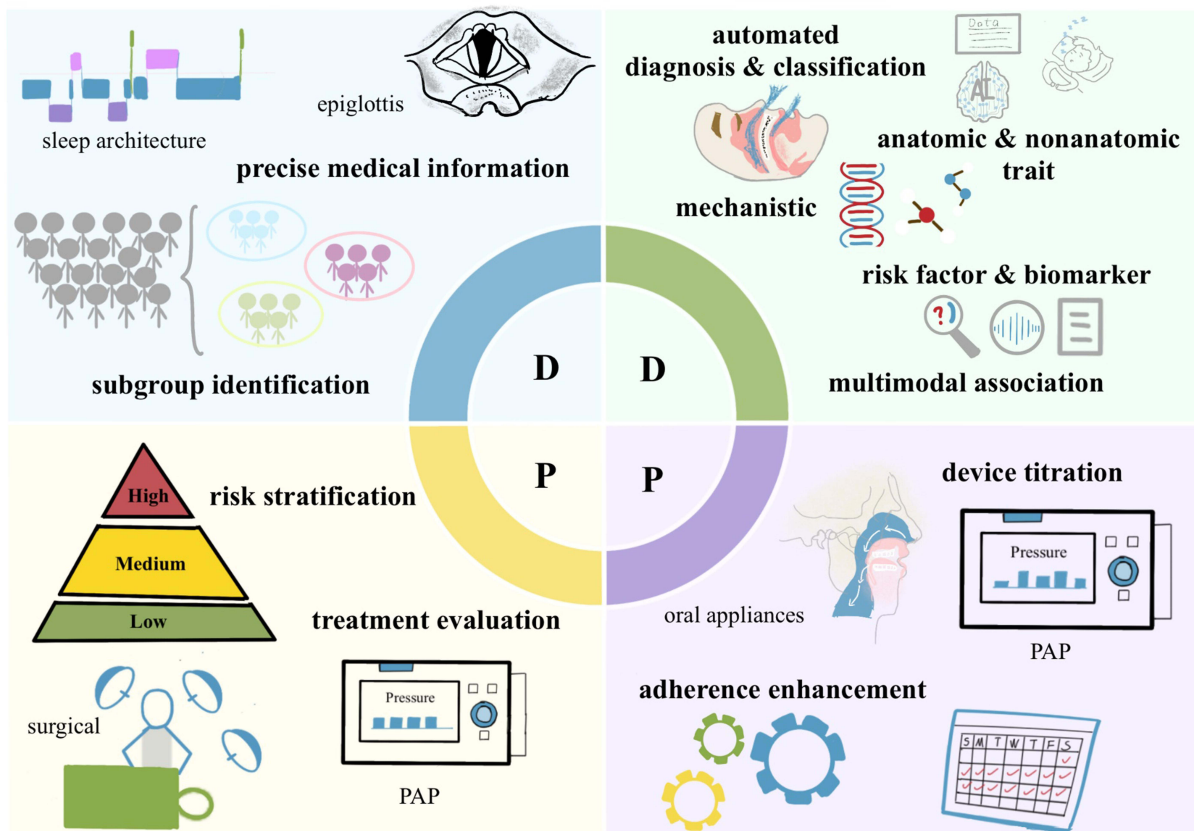 sleep architecture
epiglottis
precise medical information
subgroup identification
D
automated
diagnosis & classification
Data
AI
anatomic & nonanatomic
trait
mechanistic
risk factor & biomarker
?
multimodal association
D
High
Medium
Low
risk stratification
P
treatment evaluation
surgical
Pressure
PAP
P
device titration
oral appliances
Pressure
PAP
adherence enhancement
S M T W T F S